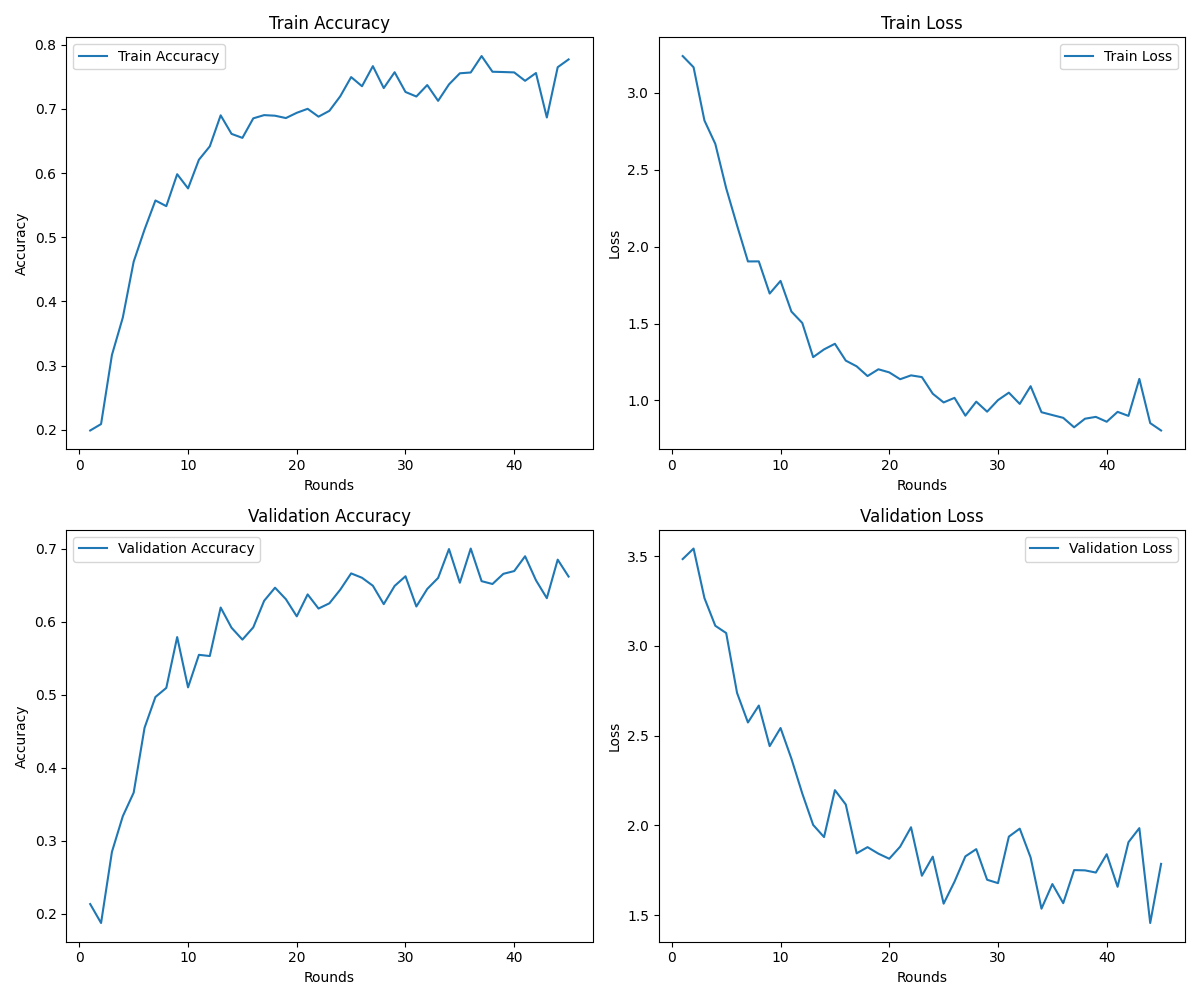 Train Accuracy
Train Accuracy
0.8
0.7
0.6
0.5
0.4
0.3
0.2
Accuracy
0 10 20 30 40
Rounds
Train Loss
Train Loss
3.0
2.5
2.0
1.5
1.0
Loss
0 10 20 30 40
Rounds
Validation Accuracy
Validation Accuracy
0.7
0.6
0.5
0.4
0.3
0.2
Accuracy
0 10 20 30 40
Rounds
Validation Loss
Validation Loss
3.5
3.0
2.5
2.0
1.5
Loss
0 10 20 30 40
Rounds